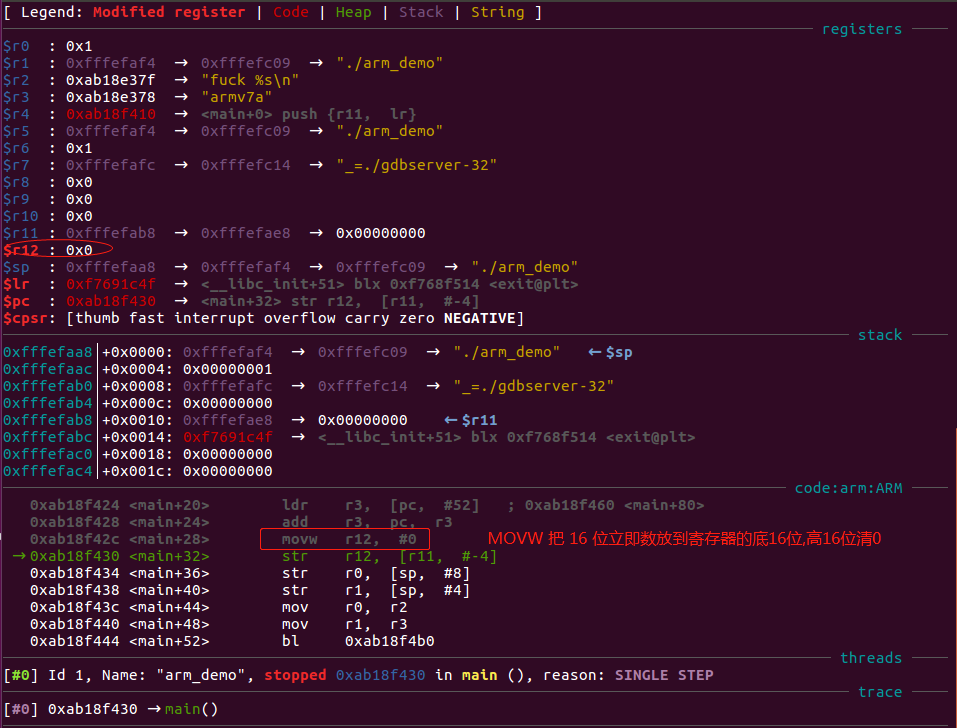 [ Legend: Modified register | Code | Heap | Stack | String ]
registers
$r0  : 0x1
$r1  : 0xfffefaf4  →  0xfffefc09  →  "./arm_demo"
$r2  : 0xab18e37f  →  "fuck %s\n"
$r3  : 0xab18e378  →  "armv7a"
$r4  : 0xab18f410  →  <main+0> push {r11,  lr}
$r5  : 0xfffefaf4  →  0xfffefc09  →  "./arm_demo"
$r6  : 0x1
$r7  : 0xfffefafc  →  0xfffefc14  →  "_=./gdbserver-32"
$r8  : 0x0
$r9  : 0x0
$r10 : 0x0
$r11 : 0xfffefab8  →  0xfffefae8  →  0x00000000
$r12 : 0x0
$sp  : 0xfffefaa8  →  0xfffefaf4  →  0xfffefc09  →  "./arm_demo"
$lr  : 0xf7691c4f  →  <__libc_init+51> blx 0xf768f514 <exit@plt>
$pc  : 0xab18f430  →  <main+32> str r12,  [r11, #-4]
$cpsr: [thumb fast interrupt overflow carry zero NEGATIVE]
stack
0xfffefaa8│+0x0000: 0xfffefaf4  →  0xfffefc09  →  "./arm_demo"   ←$sp
0xfffefaac│+0x0004: 0x00000001
0xfffefab0│+0x0008: 0xfffefafc  →  0xfffefc14  →  "_=./gdbserver-32"
0xfffefab4│+0x000c: 0x00000000
0xfffefab8│+0x0010: 0xfffefae8  →  0x00000000    ←$r11
0xfffefabc│+0x0014: 0xf7691c4f  →  <__libc_init+51> blx 0xf768f514 <exit@plt>
0xfffefac0│+0x0018: 0x00000000
0xfffefac4│+0x001c: 0x00000000
code:arm:ARM
0xab18f424 <main+20>        ldr    r3,  [pc,  #52]   ; 0xab18f460 <main+80>
0xab18f428 <main+24>        add    r3,  pc,  r3
0xab18f42c <main+28>        movw   r12,  #0        MOVW 把 16 位立即数放到寄存器的底16位,高16位清0
→0xab18f430 <main+32>        str    r12,  [r11,  #-4]
0xab18f434 <main+36>        str    r0,  [sp,  #8]
0xab18f438 <main+40>        str    r1,  [sp,  #4]
0xab18f43c <main+44>        mov    r0,  r2
0xab18f440 <main+48>        mov    r1,  r3
0xab18f444 <main+52>        bl     0xab18f4b0
threads
[#0] Id 1, Name: "arm_demo", stopped 0xab18f430 in main (), reason: SINGLE STEP
trace
[#0] 0xab18f430 →main()